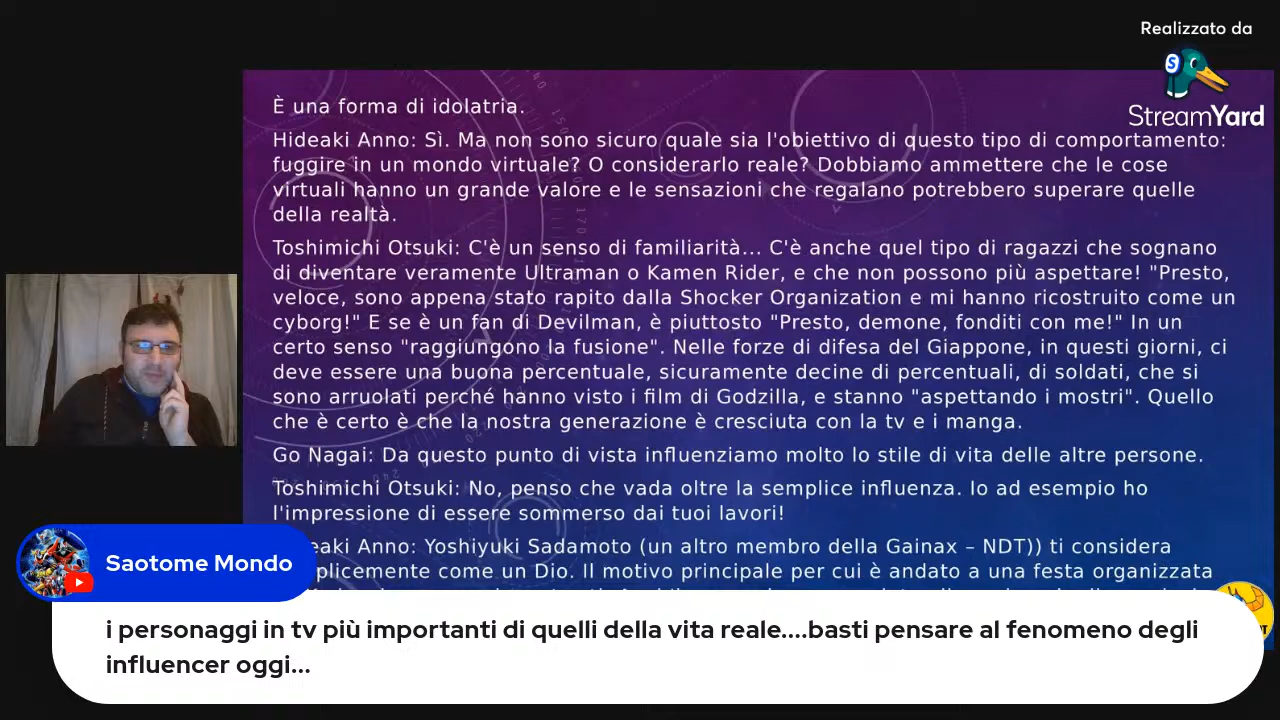 Realizzato da
S
StreamYard
È una forma di idolatria.
Hideaki Anno: Sì. Ma non sono sicuro quale sia l'obiettivo di questo tipo di comportamento:
fuggire in un mondo virtuale? O considerarlo reale? Dobbiamo ammettere che le cose
virtuali hanno un grande valore e le sensazioni che regalano potrebbero superare quelle
della realtà.
Toshimichi Otsuki: C'è un senso di familiarità... C'è anche quel tipo di ragazzi che sognano
di diventare veramente Ultraman o Kamen Rider, e che non possono più aspettare! "Presto,
veloce, sono appena stato rapito dalla Shocker Organization e mi hanno ricostruito come un
cyborg!" E se è un fan di Devilman, è piuttosto "Presto, demone, fonditi con me!" In un
certo senso "raggiungono la fusione". Nelle forze di difesa del Giappone, in questi giorni, ci
deve essere una buona percentuale, sicuramente decine di percentuali, di soldati, che si
sono arruolati perché hanno visto i film di Godzilla, e stanno "aspettando i mostri". Quello
che è certo è che la nostra generazione è cresciuta con la tv e i manga.
Go Nagai: Da questo punto di vista influenziamo molto lo stile di vita delle altre persone.
Toshimichi Otsuki: No, penso che vada oltre la semplice influenza. Io ad esempio ho
l'impressione di essere sommerso dai tuoi lavori!
eaki Anno: Yoshiyuki Sadamoto (un altro membro della Gainax – NDT)) ti considera
plicemente come un Dio. Il motivo principale per cui è andato a una festa organizzata
Saotome Mondo
i personaggi in tv più importanti di quelli della vita reale....basti pensare al fenomeno degli
influencer oggi...